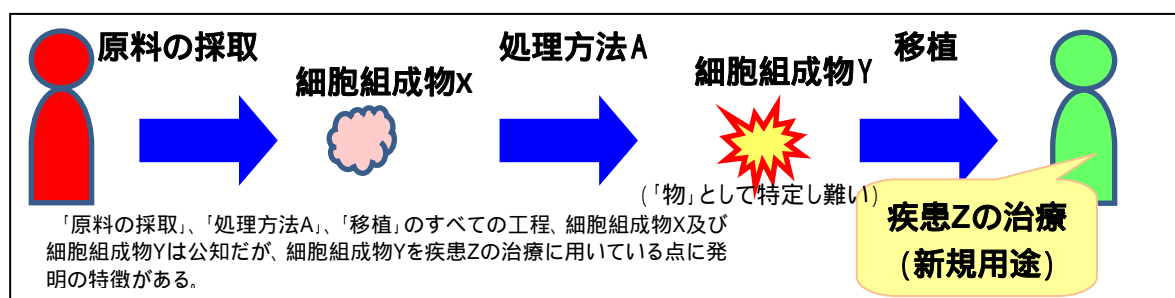 原料の採取
処理方法A
移植
細胞組成物X
細胞組成物Y
(「物」として特定し難い)
「原料の採取」、「処理方法A」、「移植」のすべての工程、細胞組成物X及び
細胞組成物Yは公知だが、細胞組成物Yを疾患Zの治療に用いている点に発
明の特徴がある。
疾患Zの治療
(新規用途)